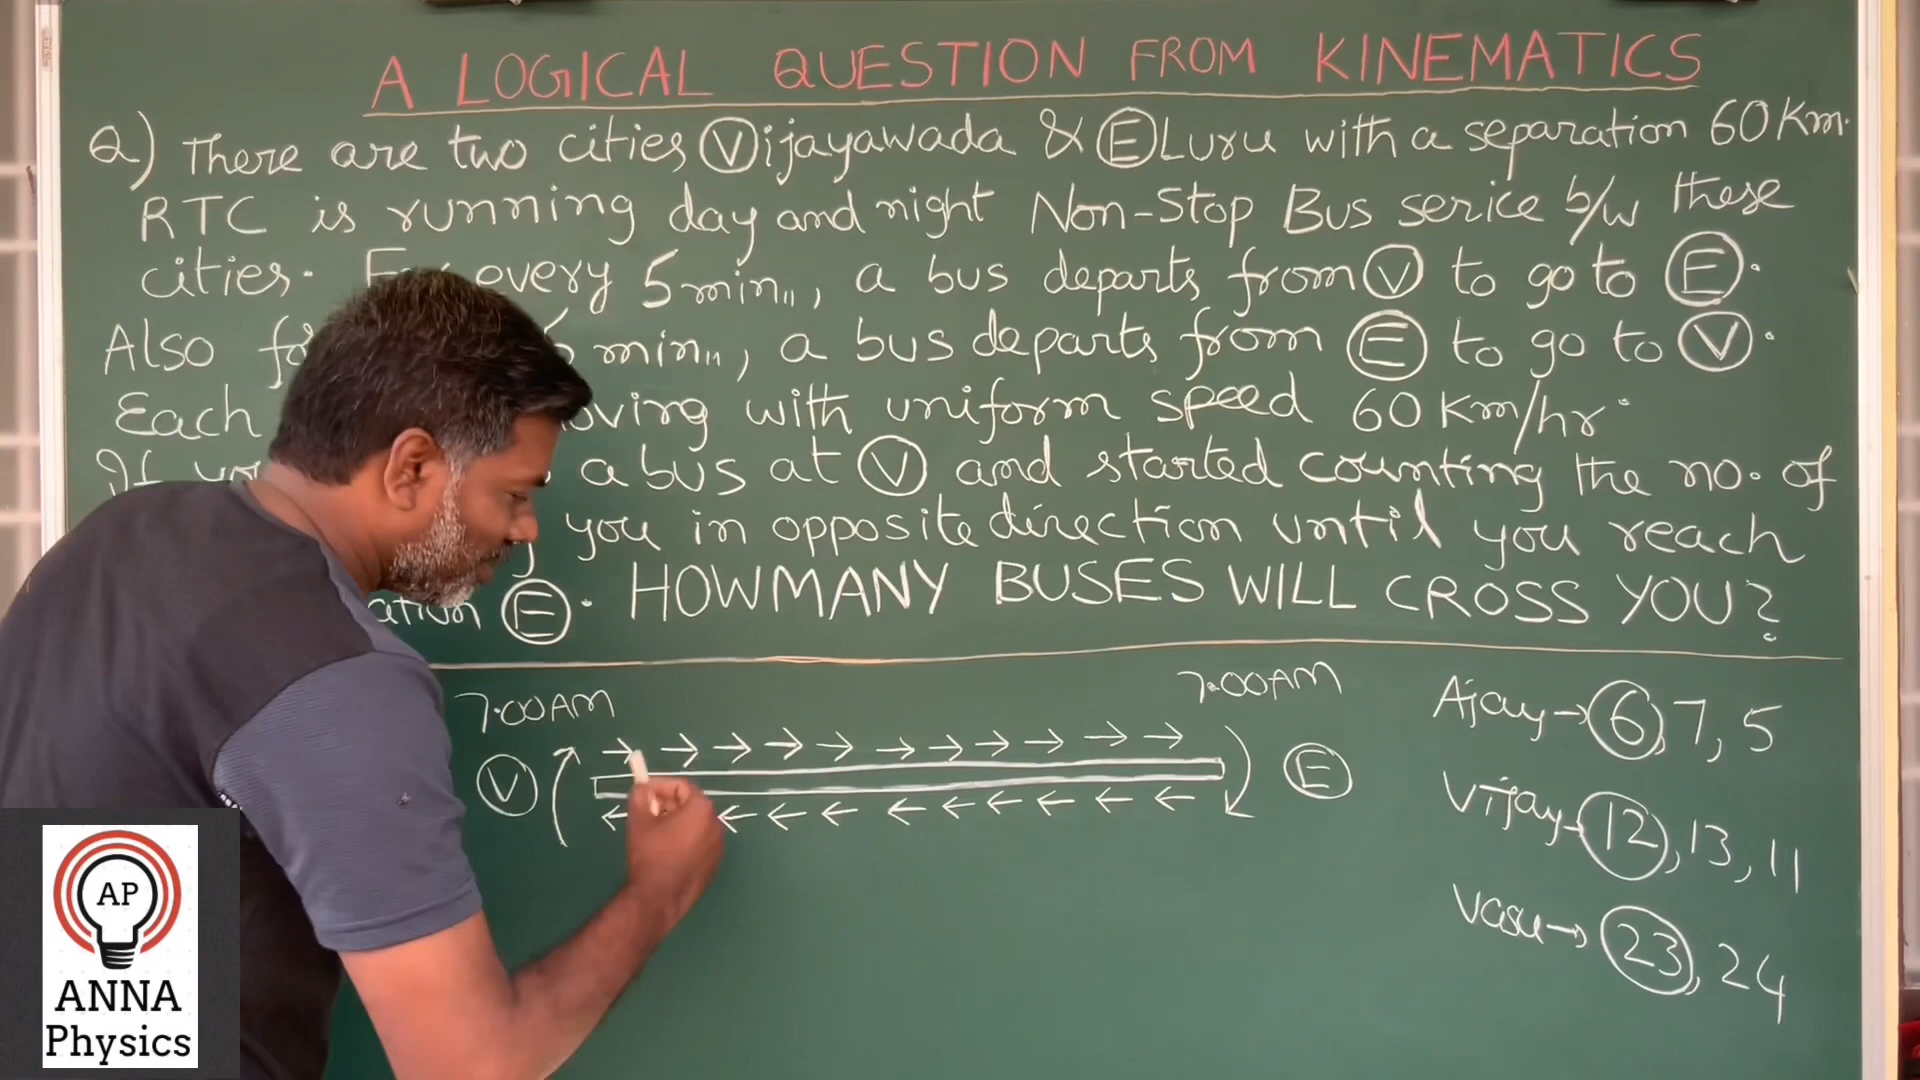 A LOGICAL QUESTION FROM KINEMATICS
Q) There are two cities Vijayawada & ELuru with a separation 60 Km.
RTC is running day and night Non-Stop Bus serice b/w these
cities. every 5 min,, , a bus departs from V to go to E.
Also min,, , a bus departs from E to go to V.
Each with uniform speed 60 Km/hr.
If a bus at V and started counting the no. of
you in opposite direction until you reach
E. HOWMANY BUSES WILL CROSS YOU?
7.00AM 7.00AM
V → → → → → → → → → → → E
← ← ← ← ← ← ← ← ← ←
Ajay → 6, 7, 5
Vijay → 12, 13, 11
Vasu → 23, 24
AP
ANNA
Physics